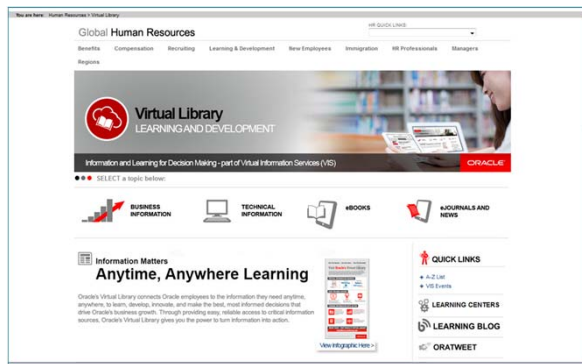 You are here: Human Resources > Virtual Library
Global Human Resources
HR QUICK LINKS
Benefits Compensation Recruiting Learning & Development New Employees Immigration HR Professionals Managers
Regions
Virtual Library
LEARNING AND DEVELOPMENT
Information and Learning for Decision Making - part of Virtual Information Services (VIS)
ORACLE
SELECT a topic below:
BUSINESS INFORMATION
TECHNICAL INFORMATION
eBOOKS
eJOURNALS AND NEWS
Information Matters
Anytime, Anywhere Learning
Oracle's Virtual Library connects Oracle employees to the information they need anytime,
anywhere, to learn, develop, innovate, and make the best, most informed decisions that
drive Oracle's business growth. Through providing easy, reliable access to critical information
sources, Oracle's Virtual Library gives you the power to turn information into action.
View Infographic Here >
QUICK LINKS
A-Z List
VIS Events
LEARNING CENTERS
LEARNING BLOG
ORATWEET